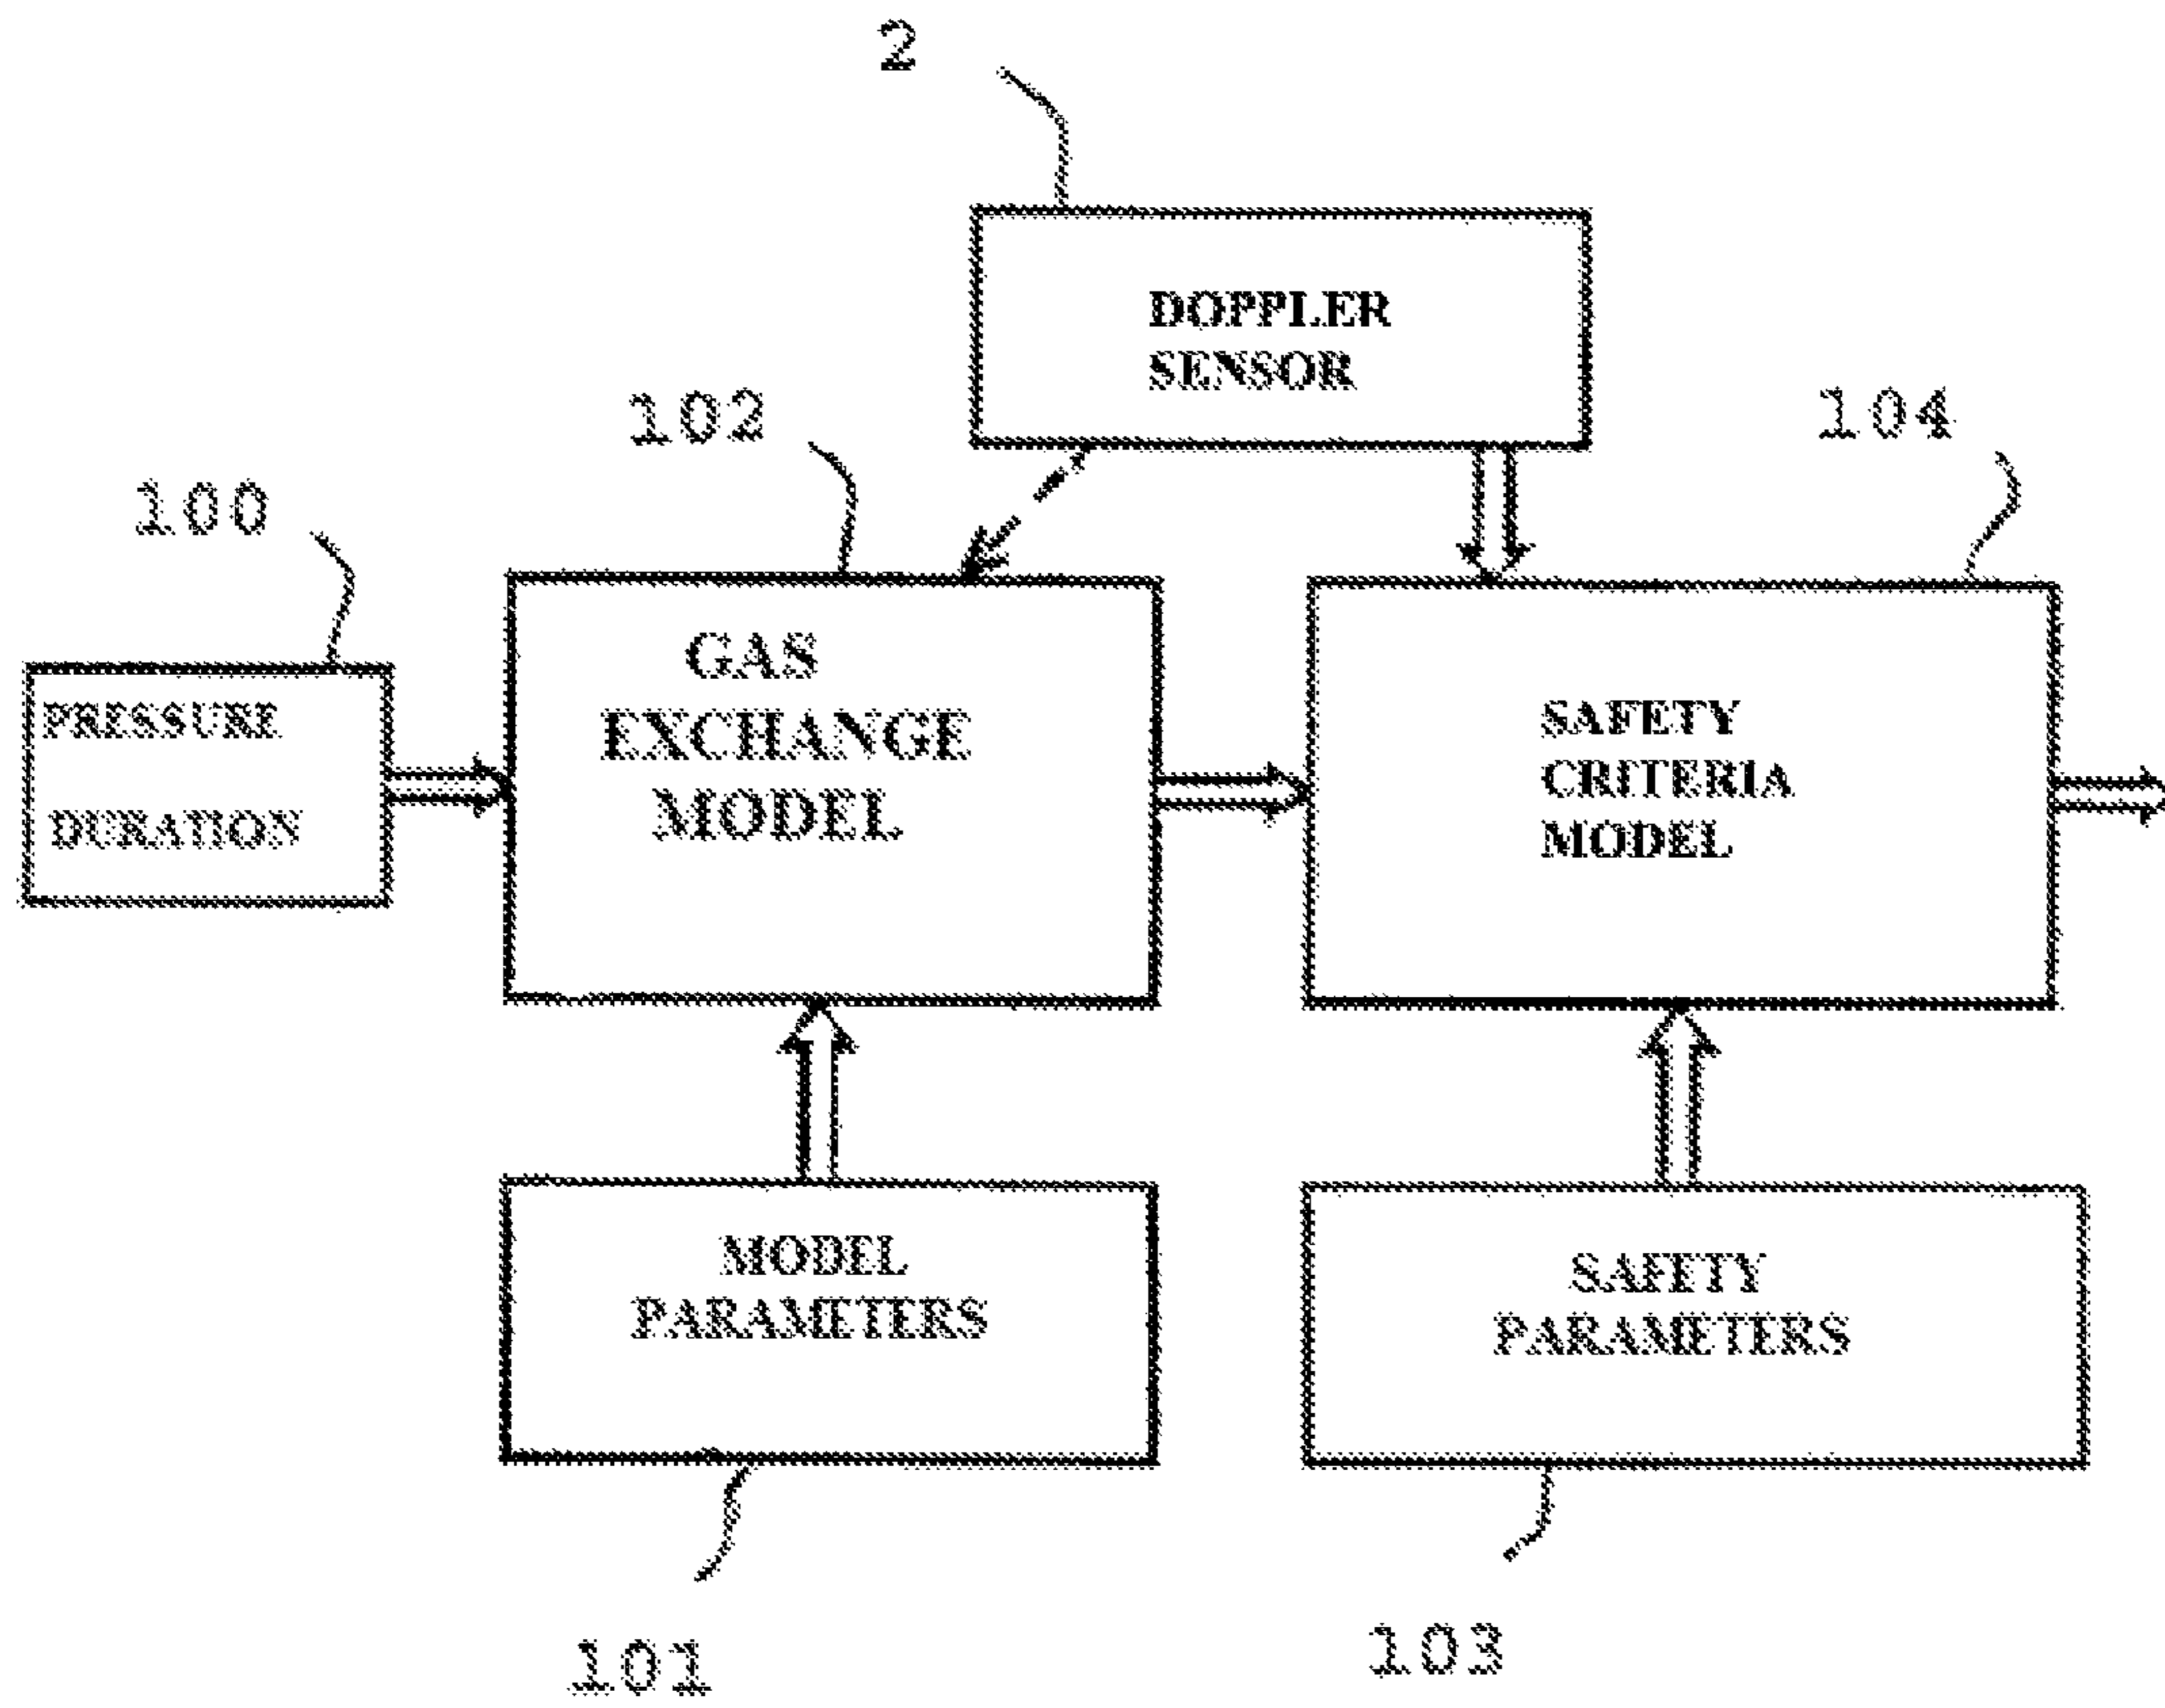 2
DOPPLER
SENSOR
102
104
100
GAS
EXCHANGE
MODEL
PRESSURE
DURATION
SAFETY
CRITERIA
MODEL
MODEL
PARAMETERS
SAFETY
PARAMETERS
101
103